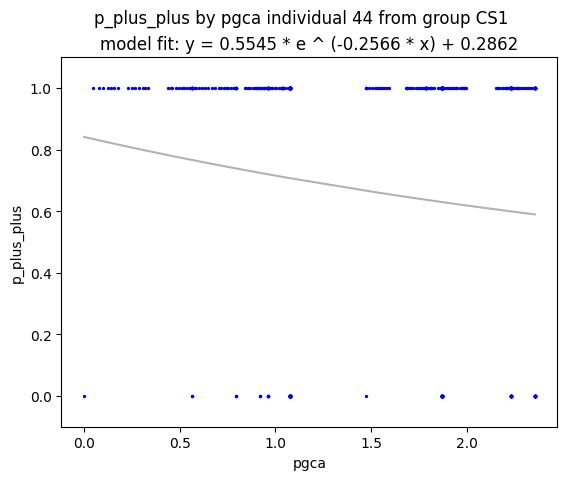 p_plus_plus by pgca individual 44 from group CS1
model fit: y = 0.5545 * e ^ (-0.2566 * x) + 0.2862
1.0
0.8
0.6
0.4
0.2
0.0
p_plus_plus
0.0 0.5 1.0 1.5 2.0
pgca